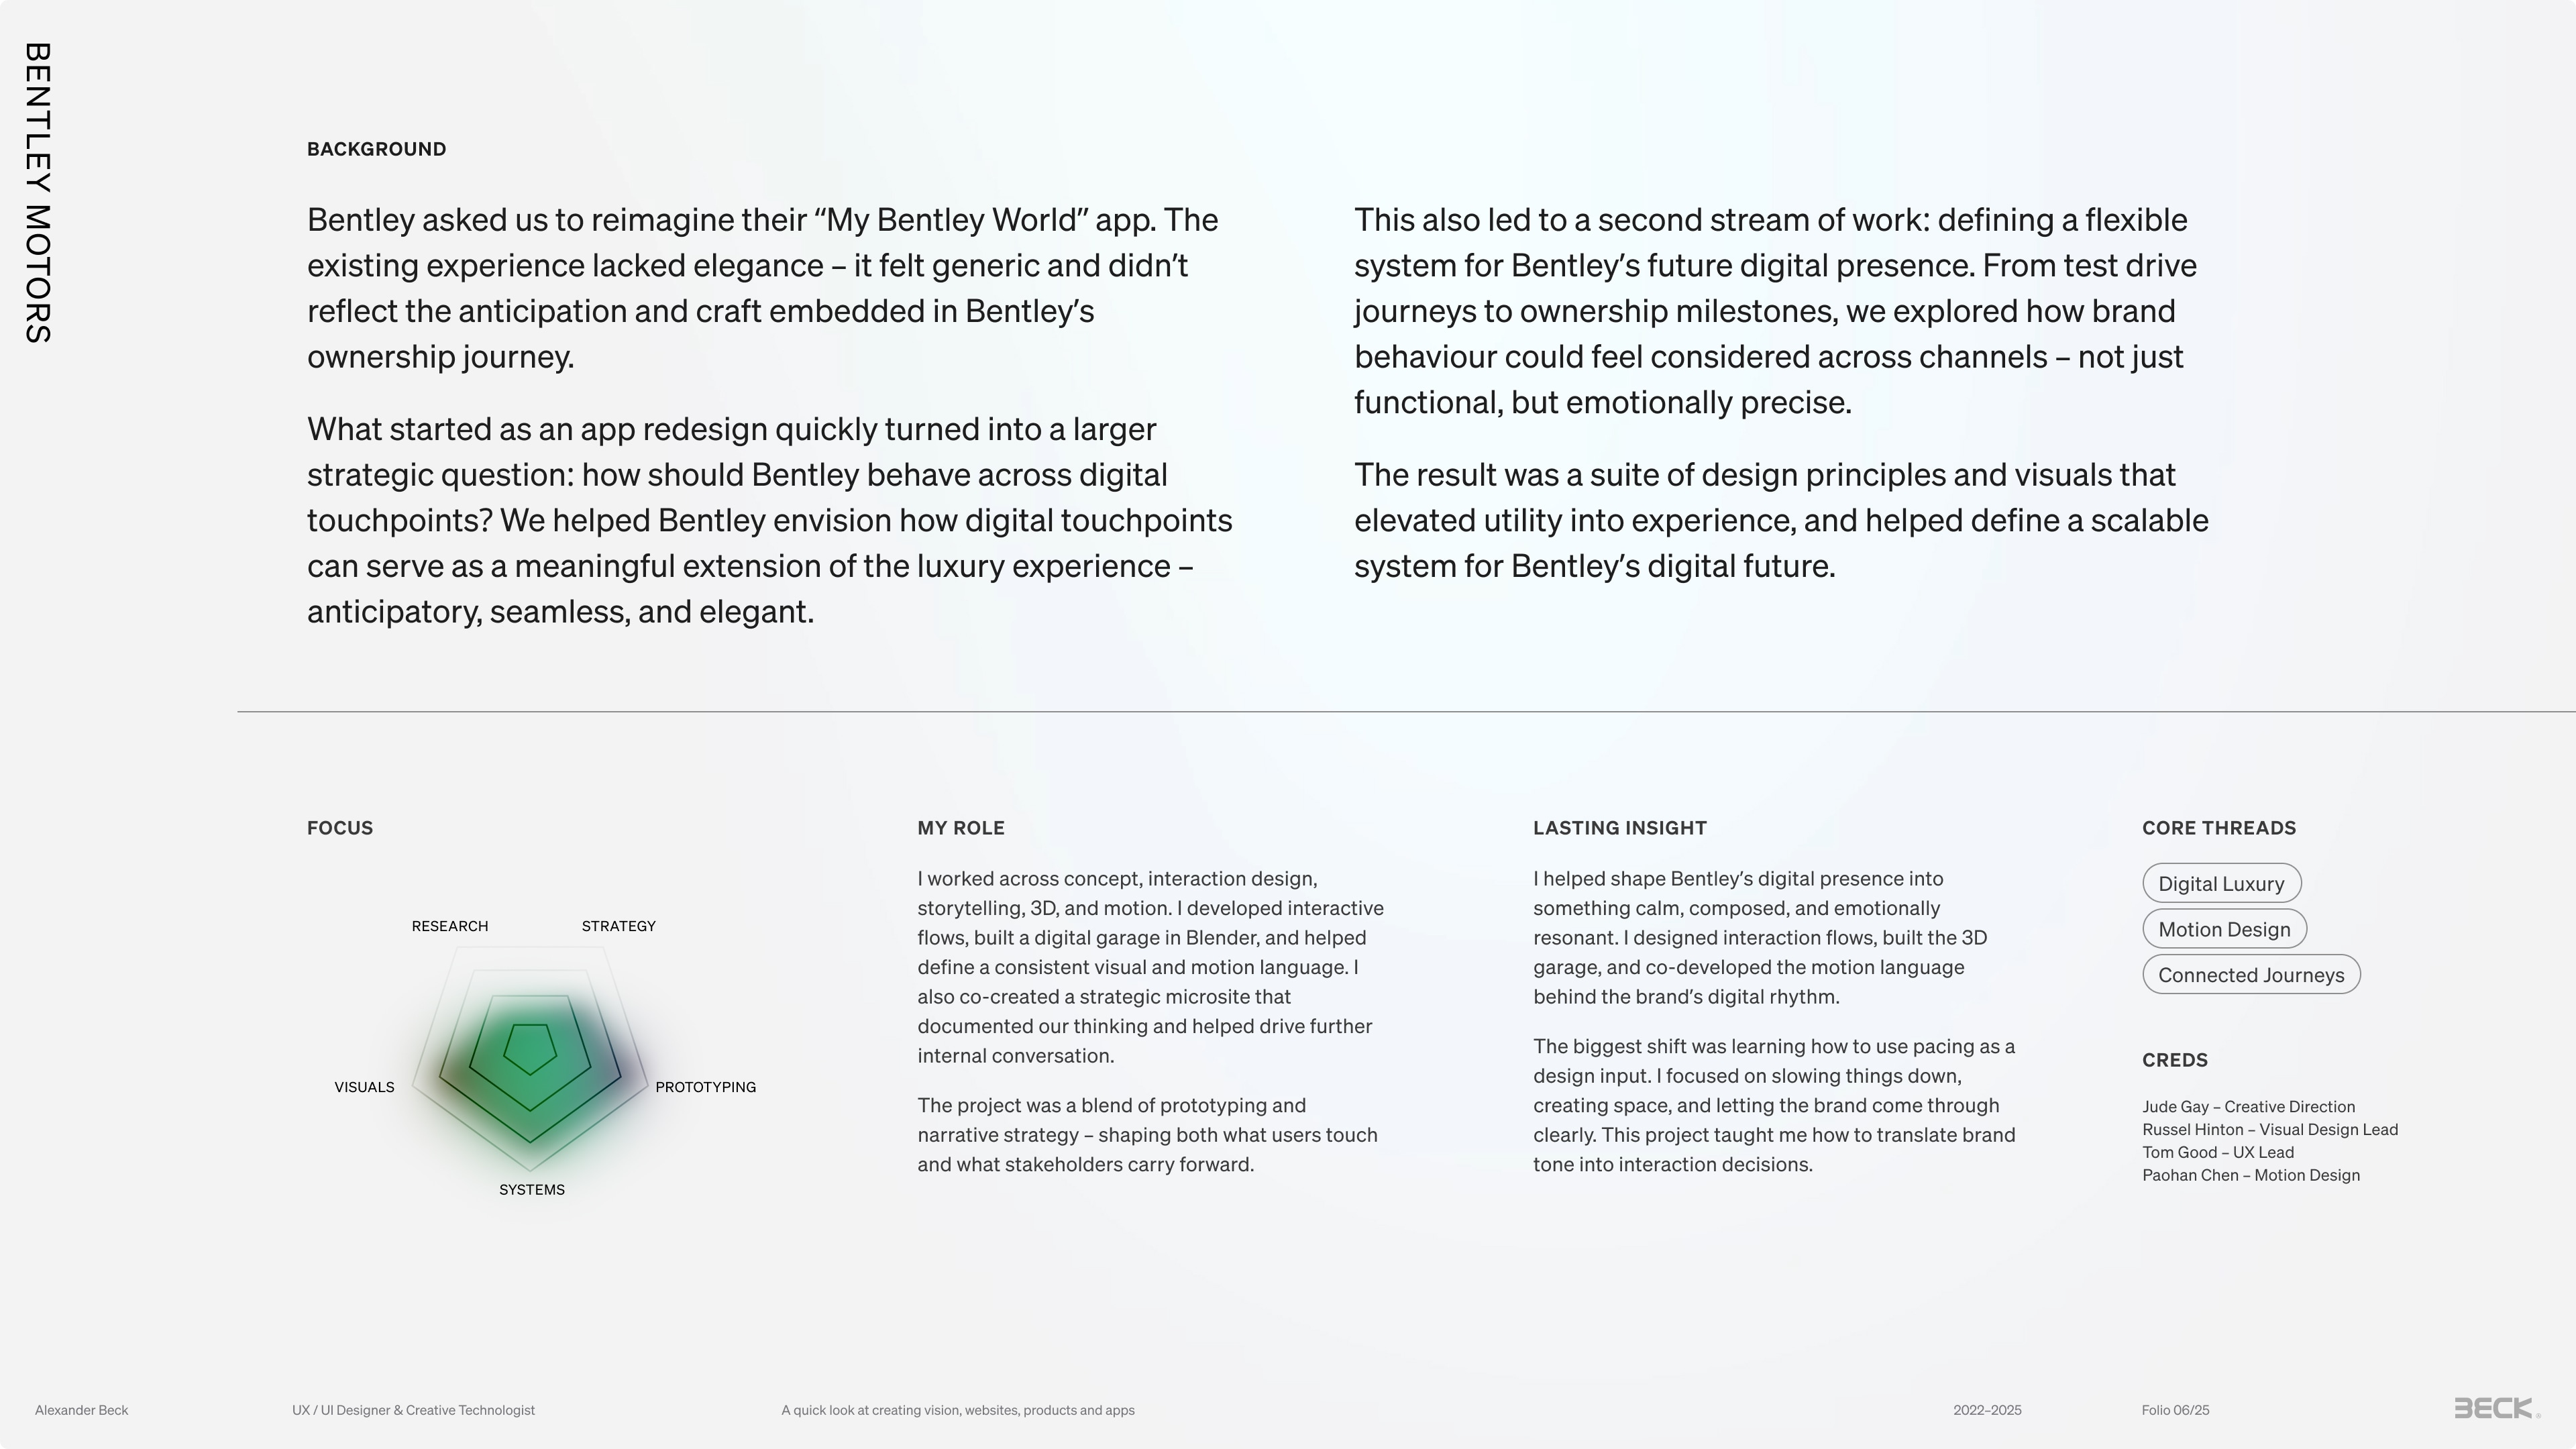 BENTLEY MOTORS
BACKGROUND
Bentley asked us to reimagine their “My Bentley World” app. The
existing experience lacked elegance – it felt generic and didn’t
reflect the anticipation and craft embedded in Bentley’s
ownership journey.
What started as an app redesign quickly turned into a larger
strategic question: how should Bentley behave across digital
touchpoints? We helped Bentley envision how digital touchpoints
can serve as a meaningful extension of the luxury experience –
anticipatory, seamless, and elegant.
This also led to a second stream of work: defining a flexible
system for Bentley’s future digital presence. From test drive
journeys to ownership milestones, we explored how brand
behaviour could feel considered across channels – not just
functional, but emotionally precise.
The result was a suite of design principles and visuals that
elevated utility into experience, and helped define a scalable
system for Bentley’s digital future.
FOCUS
RESEARCH
STRATEGY
VISUALS
PROTOTYPING
SYSTEMS
MY ROLE
I worked across concept, interaction design,
storytelling, 3D, and motion. I developed interactive
flows, built a digital garage in Blender, and helped
define a consistent visual and motion language. I
also co-created a strategic microsite that
documented our thinking and helped drive further
internal conversation.
The project was a blend of prototyping and
narrative strategy – shaping both what users touch
and what stakeholders carry forward.
LASTING INSIGHT
I helped shape Bentley’s digital presence into
something calm, composed, and emotionally
resonant. I designed interaction flows, built the 3D
garage, and co-developed the motion language
behind the brand’s digital rhythm.
The biggest shift was learning how to use pacing as a
design input. I focused on slowing things down,
creating space, and letting the brand come through
clearly. This project taught me how to translate brand
tone into interaction decisions.
CORE THREADS
Digital Luxury
Motion Design
Connected Journeys
CREDS
Jude Gay – Creative Direction
Russel Hinton – Visual Design Lead
Tom Good – UX Lead
Paohan Chen – Motion Design
Alexander Beck
UX / UI Designer & Creative Technologist
A quick look at creating vision, websites, products and apps
2022–2025
Folio 06/25
BECK®